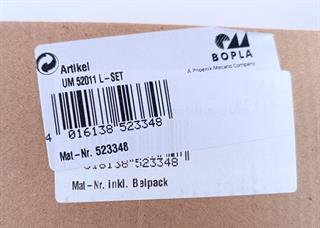 Artikel
UM 52011 L-SET
BOPLA
A Phoenix Mecano Company
4 016138 523348
Mat-Nr. 523348
016138 523348
Mat-Nr. inkl. Beipack